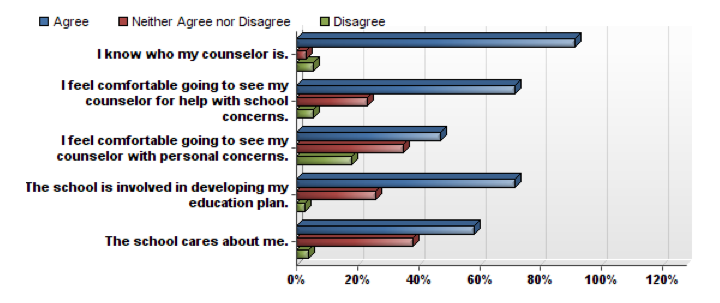 Agree Neither Agree nor Disagree Disagree
I know who my counselor is.
I feel comfortable going to see my
counselor for help with school
concerns.
I feel comfortable going to see my
counselor with personal concerns.
The school is involved in developing my
education plan.
The school cares about me.
0% 20% 40% 60% 80% 100% 120%